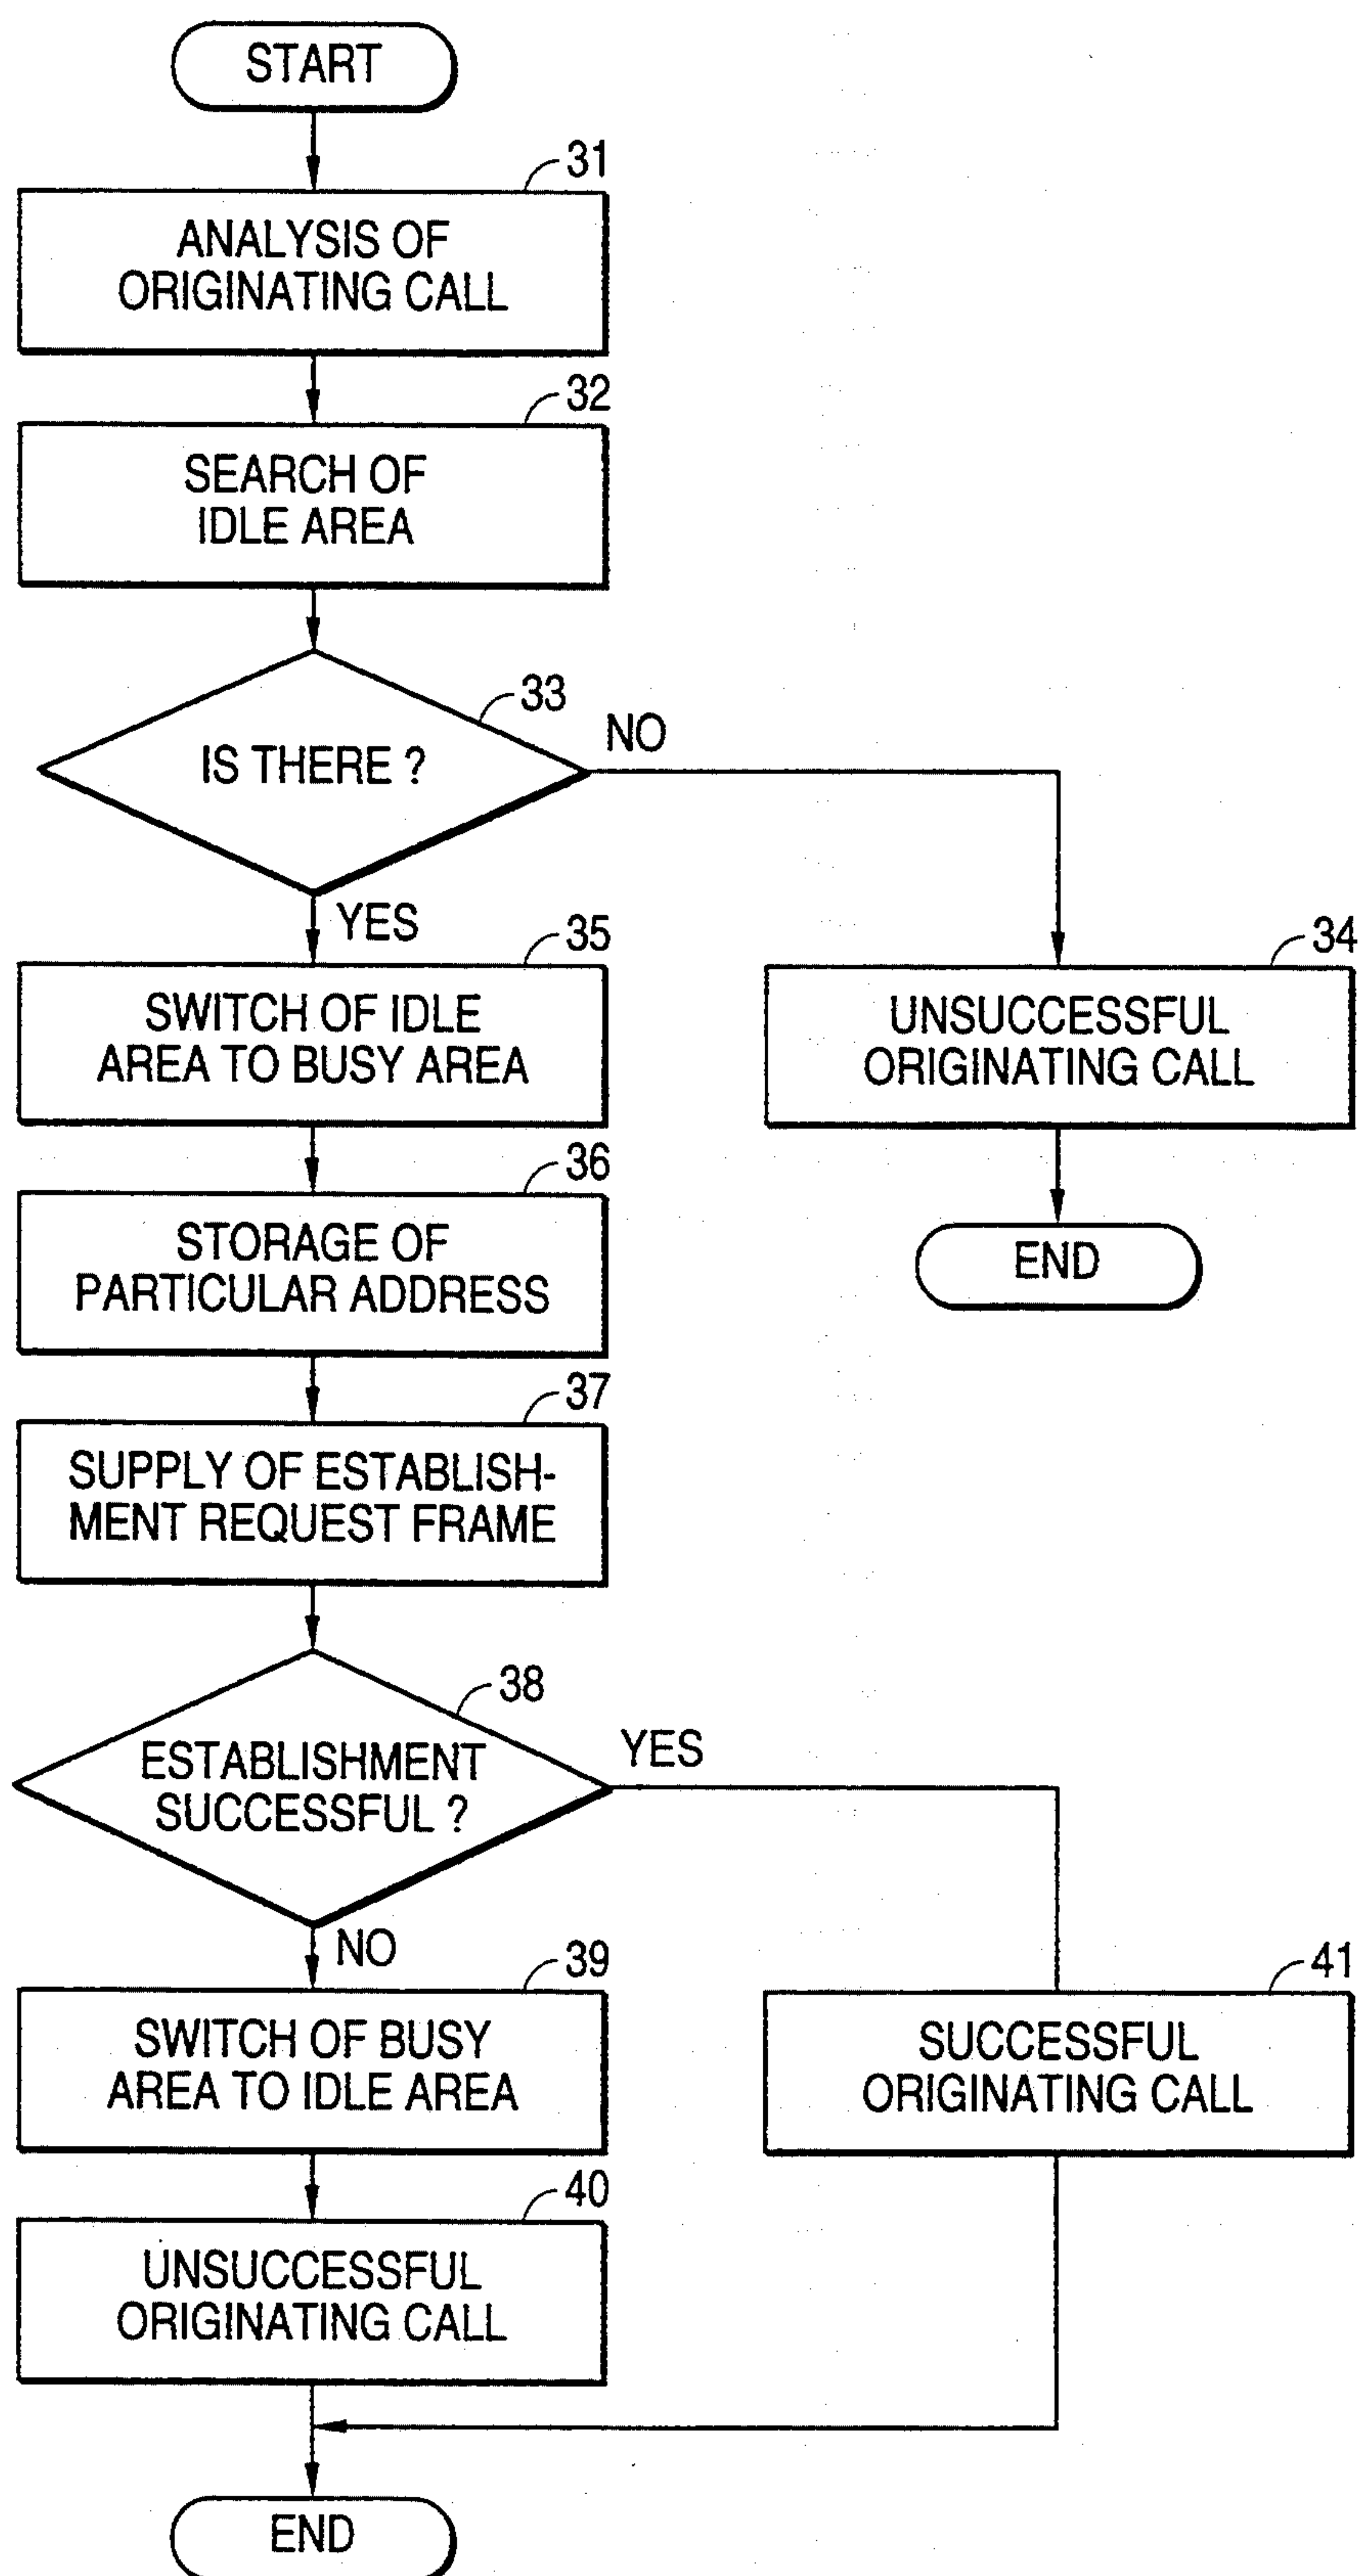 START
31
ANALYSIS OF
ORIGINATING CALL
32
SEARCH OF
IDLE AREA
33
IS THERE ?
NO
YES
35
SWITCH OF IDLE
AREA TO BUSY AREA
34
UNSUCCESSFUL
ORIGINATING CALL
36
STORAGE OF
PARTICULAR ADDRESS
END
37
SUPPLY OF ESTABLISH-
MENT REQUEST FRAME
38
ESTABLISHMENT
SUCCESSFUL ?
YES
NO
39
SWITCH OF BUSY
AREA TO IDLE AREA
41
SUCCESSFUL
ORIGINATING CALL
40
UNSUCCESSFUL
ORIGINATING CALL
END